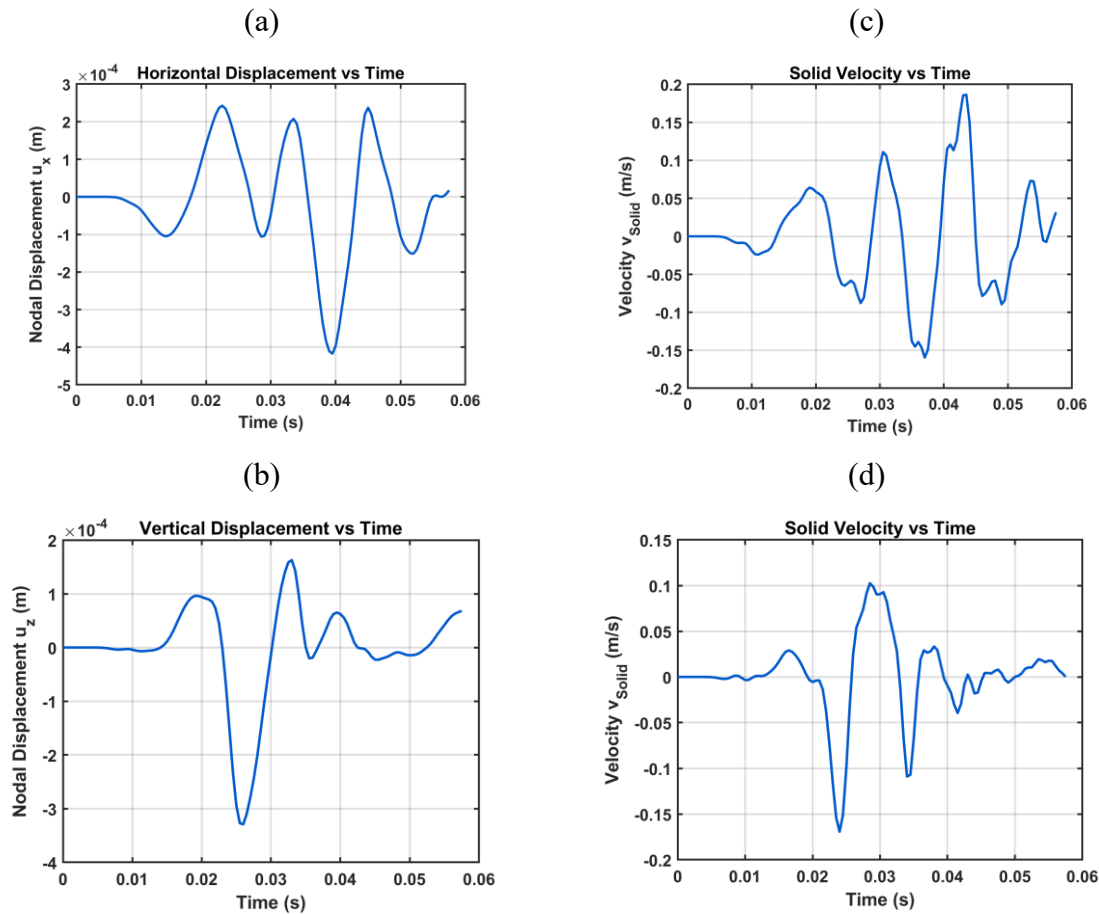 (a)
×10⁻⁴
Horizontal Displacement vs Time
3
2
1
0
-1
-2
-3
-4
-5
Nodal Displacement uₓ (m)
0 0.01 0.02 0.03 0.04 0.05 0.06
Time (s)
(c)
Solid Velocity vs Time
0.2
0.15
0.1
0.05
0
-0.05
-0.1
-0.15
-0.2
Velocity v_Solid (m/s)
0 0.01 0.02 0.03 0.04 0.05 0.06
Time (s)
(b)
×10⁻⁴
Vertical Displacement vs Time
2
1
0
-1
-2
-3
-4
Nodal Displacement u_z (m)
0 0.01 0.02 0.03 0.04 0.05 0.06
Time (s)
(d)
Solid Velocity vs Time
0.15
0.1
0.05
0
-0.05
-0.1
-0.15
-0.2
Velocity v_Solid (m/s)
0 0.01 0.02 0.03 0.04 0.05 0.06
Time (s)